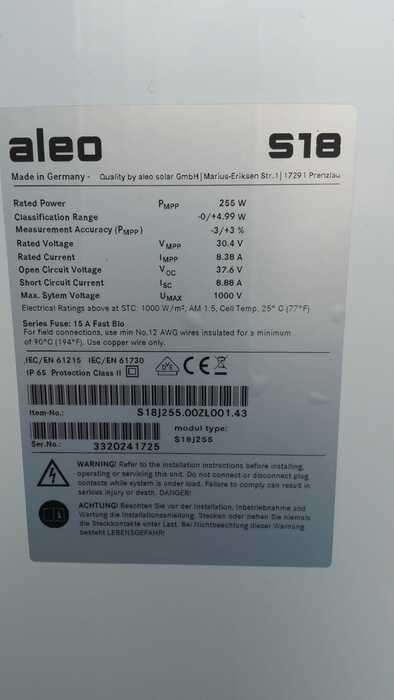 aleo S18
Made in Germany - Quality by aleo solar GmbH | Marius-Eriksen Str. 1 | 17291 Prenzlau
Rated Power PMPP 255 W
Classification Range -0/+4.99 W
Measurement Accuracy (PMPP) -3/+3 %
Rated Voltage VMPP 30.4 V
Rated Current IMPP 8.38 A
Open Circuit Voltage VOC 37.6 V
Short Circuit Current ISC 8.88 A
Max. Sytem Voltage UMAX 1000 V
Electrical Ratings above at STC: 1000 W/m², AM 1.5, Cell Temp. 25° C (77°F)
Series Fuse: 15 A Fast Blo
For field connections, use min No.12 AWG wires insulated for a minimum
of 90°C (194°F). Use copper wire only.
IEC/EN 61215 IEC/EN 61730
IP 65 Protection Class II
CE
Item-No.: S18J255.00ZL001.43
modul type:
Ser.No.: 3320241725 S18J255
WARNING! Refer to the installation instructions before installing,
operating or servicing this unit. Do not connect or disconnect plug
contacts while system is under load. Failure to comply can result in
serious injury or death. DANGER!
ACHTUNG! Beachten Sie vor der Installation, Inbetriebnahme und
Wartung die Installationsanleitung. Stecken oder ziehen Sie niemals
die Steckkontakte unter Last. Bei Nichtbeachtung dieser Warnung
besteht LEBENSGEFAHR!